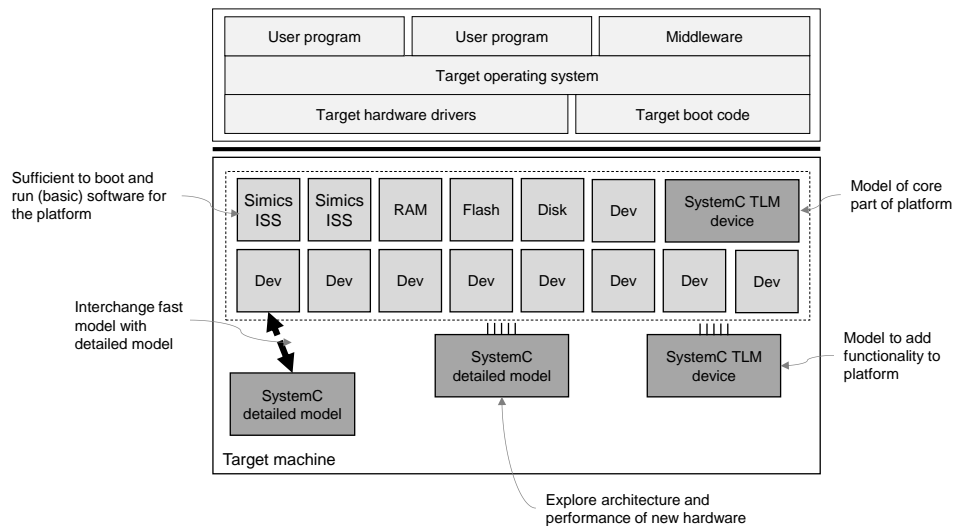 User program
User program
Middleware
Target operating system
Target hardware drivers
Target boot code
Sufficient to boot and
run (basic) software for
the platform
Simics
ISS
Simics
ISS
RAM
Flash
Disk
Dev
SystemC TLM
device
Model of core
part of platform
Dev
Dev
Dev
Dev
Dev
Dev
Dev
Dev
Interchange fast
model with
detailed model
SystemC
detailed model
SystemC
detailed model
SystemC TLM
device
Model to add
functionality to
platform
Target machine
Explore architecture and
performance of new hardware